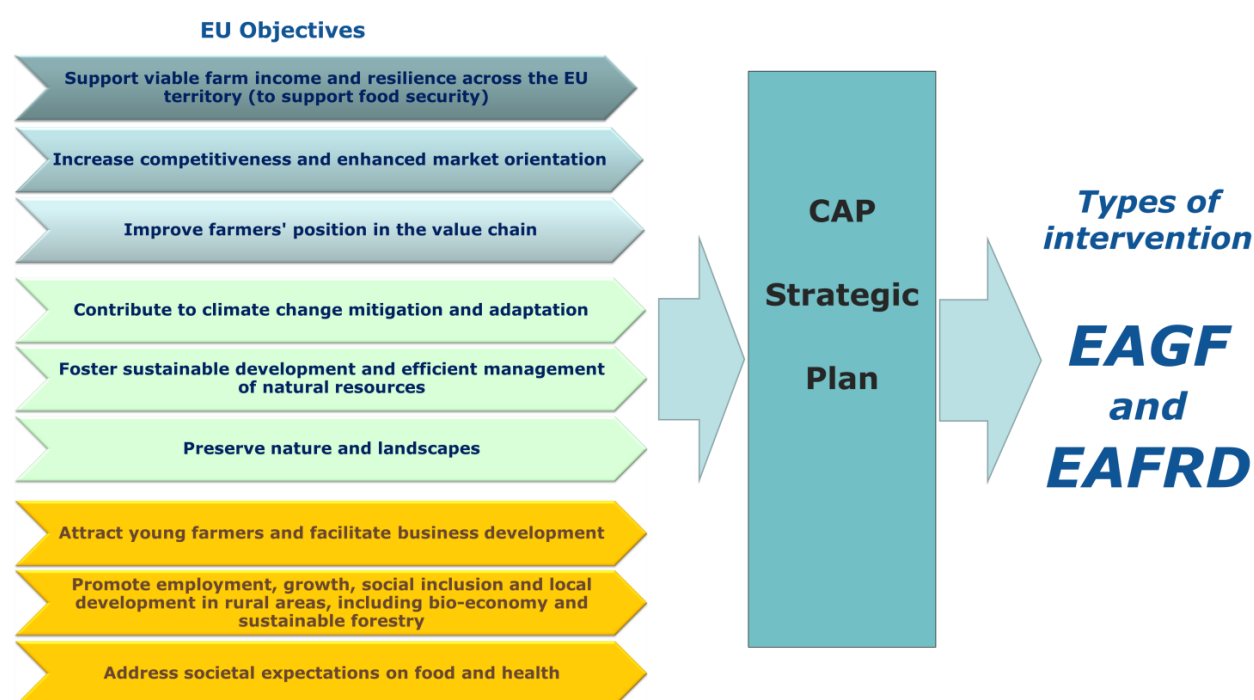 EU Objectives
Support viable farm income and resilience across the EU
territory (to support food security)
Increase competitiveness and enhanced market orientation
Improve farmers' position in the value chain
Contribute to climate change mitigation and adaptation
Foster sustainable development and efficient management
of natural resources
Preserve nature and landscapes
Attract young farmers and facilitate business development
Promote employment, growth, social inclusion and local
development in rural areas, including bio-economy and
sustainable forestry
Address societal expectations on food and health
CAP
Strategic
Plan
Types of
intervention
EAGF
and
EAFRD